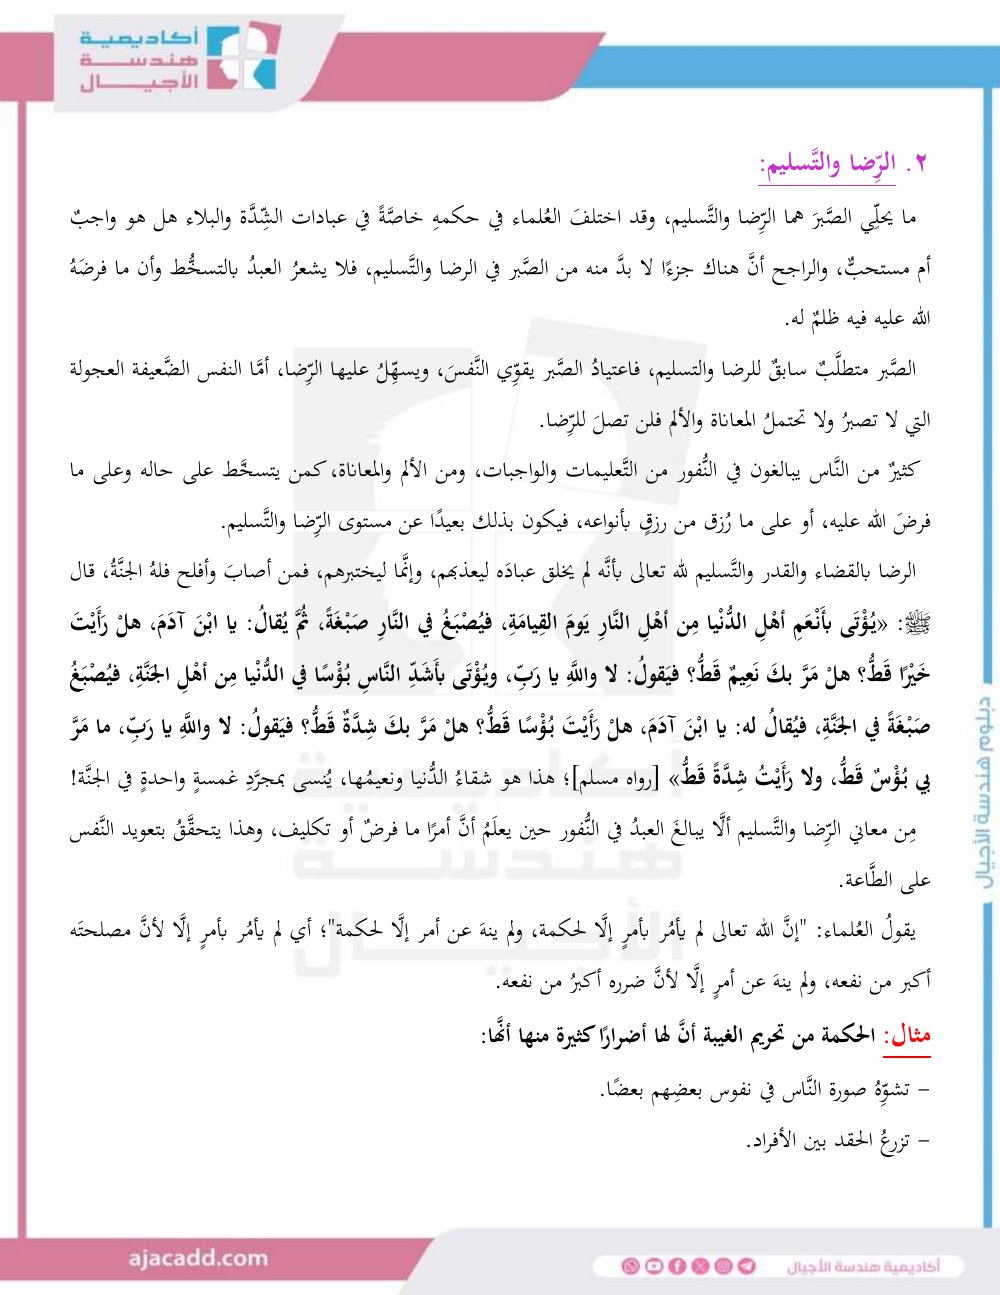 أكاديمية
هندسة
الأجيال
٢. الرِّضا والتَّسليم:
ما يحلِّي الصَّبرَ هما الرِّضا والتَّسليم، وقد اختلفَ العُلماء في حكمهِ خاصَّةً في عبادات الشِّدَّة والبلاء هل هو واجبٌ
أم مستحبٌّ، والراجح أنَّ هناك جزءًا لا بدَّ منه من الصَّبر في الرضا والتَّسليم، فلا يشعرُ العبدُ بالتسخُّط وأن ما فرضَهُ
الله عليه فيه ظلمٌ له.
الصَّبر متطلَّبٌ سابقٌ للرضا والتسليم، فاعتيادُ الصَّبر يقوِّي النَّفسَ، ويسهِّلُ عليها الرِّضا، أمَّا النفس الضَّعيفة العجولة
التي لا تصبرُ ولا تحتملُ المعاناة والألم فلن تصلَ للرِّضا.
كثيرٌ من النَّاس يبالغون في النُّفور من التَّعليمات والواجبات، ومن الألم والمعاناة، كمن يتسخَّط على حاله وعلى ما
فرضَ الله عليه، أو على ما رُزق من رزقٍ بأنواعه، فيكون بذلك بعيدًا عن مستوى الرِّضا والتَّسليم.
الرضا بالقضاء والقدر والتَّسليم لله تعالى بأنَّه لم يخلق عبادَه ليعذبهم، وإنَّما ليختبرهم، فمن أصابَ وأفلح فلهُ الجنَّةُ، قال
ﷺ: «يُؤْتَى بأَنْعَمِ أهْلِ الدُّنْيا مِن أهْلِ النَّارِ يَومَ القِيامَةِ، فيُصْبَغُ في النَّارِ صَبْغَةً، ثُمَّ يُقالُ: يا ابْنَ آدَمَ، هلْ رَأَيْتَ
خَيْرًا قَطُّ؟ هلْ مَرَّ بكَ نَعِيمٌ قَطُّ؟ فيَقولُ: لا واللَّهِ يا رَبِّ، ويُؤْتَى بأَشَدِّ النَّاسِ بُؤْسًا في الدُّنْيا مِن أهْلِ الجَنَّةِ، فيُصْبَغُ
صَبْغَةً في الجَنَّةِ، فيُقالُ له: يا ابْنَ آدَمَ، هلْ رَأَيْتَ بُؤْسًا قَطُّ؟ هلْ مَرَّ بكَ شِدَّةٌ قَطُّ؟ فيَقولُ: لا واللَّهِ يا رَبِّ، ما مَرَّ
بي بُؤْسٌ قَطُّ، ولا رَأَيْتُ شِدَّةً قَطُّ» [رواه مسلم]؛ هذا هو شقاءُ الدُّنيا ونعيمُها، يُنسى بمجرَّدِ غمسةٍ واحدةٍ في الجنَّة!
مِن معاني الرِّضا والتَّسليم ألَّا يبالغَ العبدُ في النُّفور حين يعلَمُ أنَّ أمرًا ما فرضٌ أو تكليف، وهذا يتحقَّقُ بتعويد النَّفس
على الطَّاعة.
يقولُ العُلماء: "إنَّ الله تعالى لم يأمُر بأمرٍ إلَّا لحكمة، ولم ينهَ عن أمر إلَّا لحكمة"؛ أي لم يأمُر بأمرٍ إلَّا لأنَّ مصلحتَه
أكبر من نفعه، ولم ينهَ عن أمرٍ إلَّا لأنَّ ضرره أكبرُ من نفعه.
مثال: الحكمة من تحريم الغيبة أنَّ لها أضرارًا كثيرة منها أنَّها:
– تشوِّهُ صورة النَّاس في نفوس بعضِهم بعضًا.
– تزرعُ الحقد بين الأفراد.
دبلوم هندسة الأجيال
أكاديمية
هندسة
الأجيال
ajacadd.com
أكاديمية هندسة الأجيال